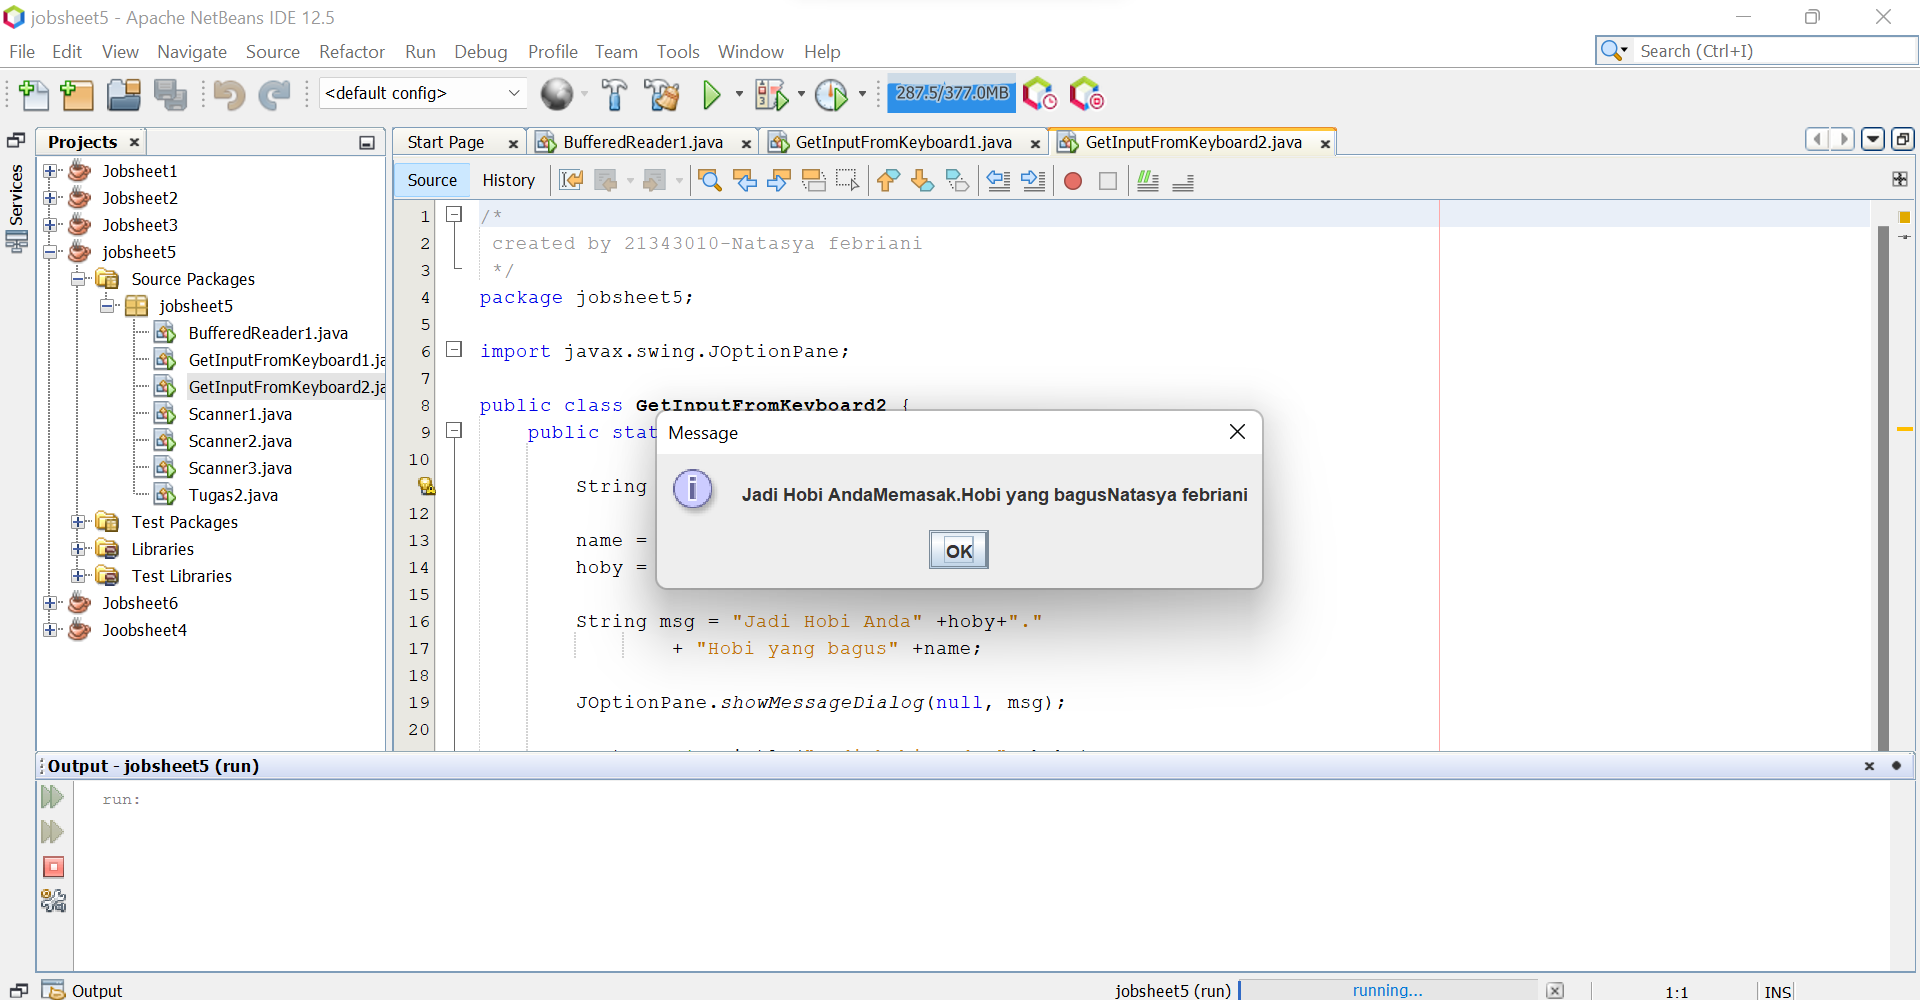 jobsheet5 - Apache NetBeans IDE 12.5
File Edit View Navigate Source Refactor Run Debug Profile Team Tools Window Help
Search (Ctrl+I)
<default config>
287.5/377.0MB
Projects
Start Page
BufferedReader1.java
GetInputFromKeyboard1.java
GetInputFromKeyboard2.java
Services
Source History
Jobsheet1
Jobsheet2
Jobsheet3
jobsheet5
Source Packages
jobsheet5
BufferedReader1.java
GetInputFromKeyboard1.ja
GetInputFromKeyboard2.ja
Scanner1.java
Scanner2.java
Scanner3.java
Tugas2.java
Test Packages
Libraries
Test Libraries
Jobsheet6
Joobsheet4
1 /*
2 created by 21343010-Natasya febriani
3 */
4 package jobsheet5;
5
6 import javax.swing.JOptionPane;
7
8 public class GetInputFromKeyboard2 {
9 public stat
10
String
12
13 name =
14 hoby =
15
16 String msg = "Jadi Hobi Anda" +hoby+"."
17 + "Hobi yang bagus" +name;
18
19 JOptionPane.showMessageDialog(null, msg);
20
Message
Jadi Hobi AndaMemasak.Hobi yang bagusNatasya febriani
OK
Output - jobsheet5 (run)
run:
Output
jobsheet5 (run)
running...
1:1
INS